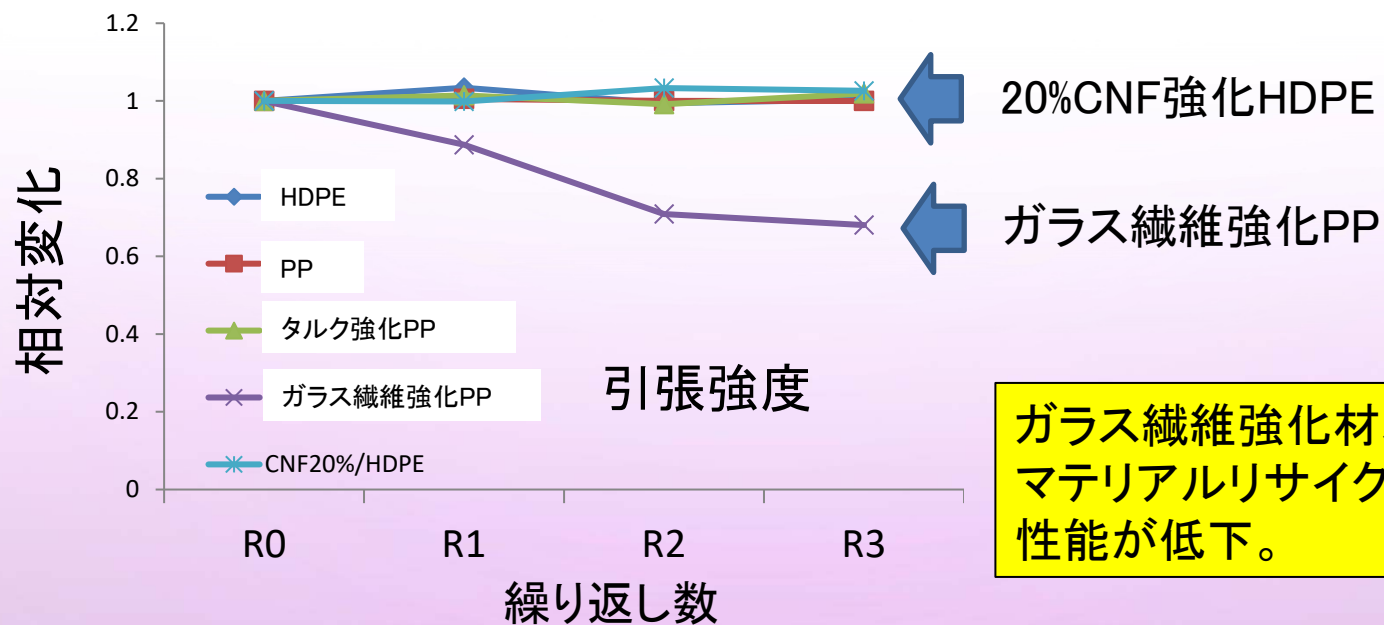 1.2
1
0.8
0.6
0.4
0.2
0
相対変化
HDPE
PP
タルク強化PP
ガラス繊維強化PP
CNF20%/HDPE
引張強度
R0 R1 R2 R3
繰り返し数
20%CNF強化HDPE
ガラス繊維強化PP
ガラス繊維強化材
マテリアルリサイク
性能が低下。